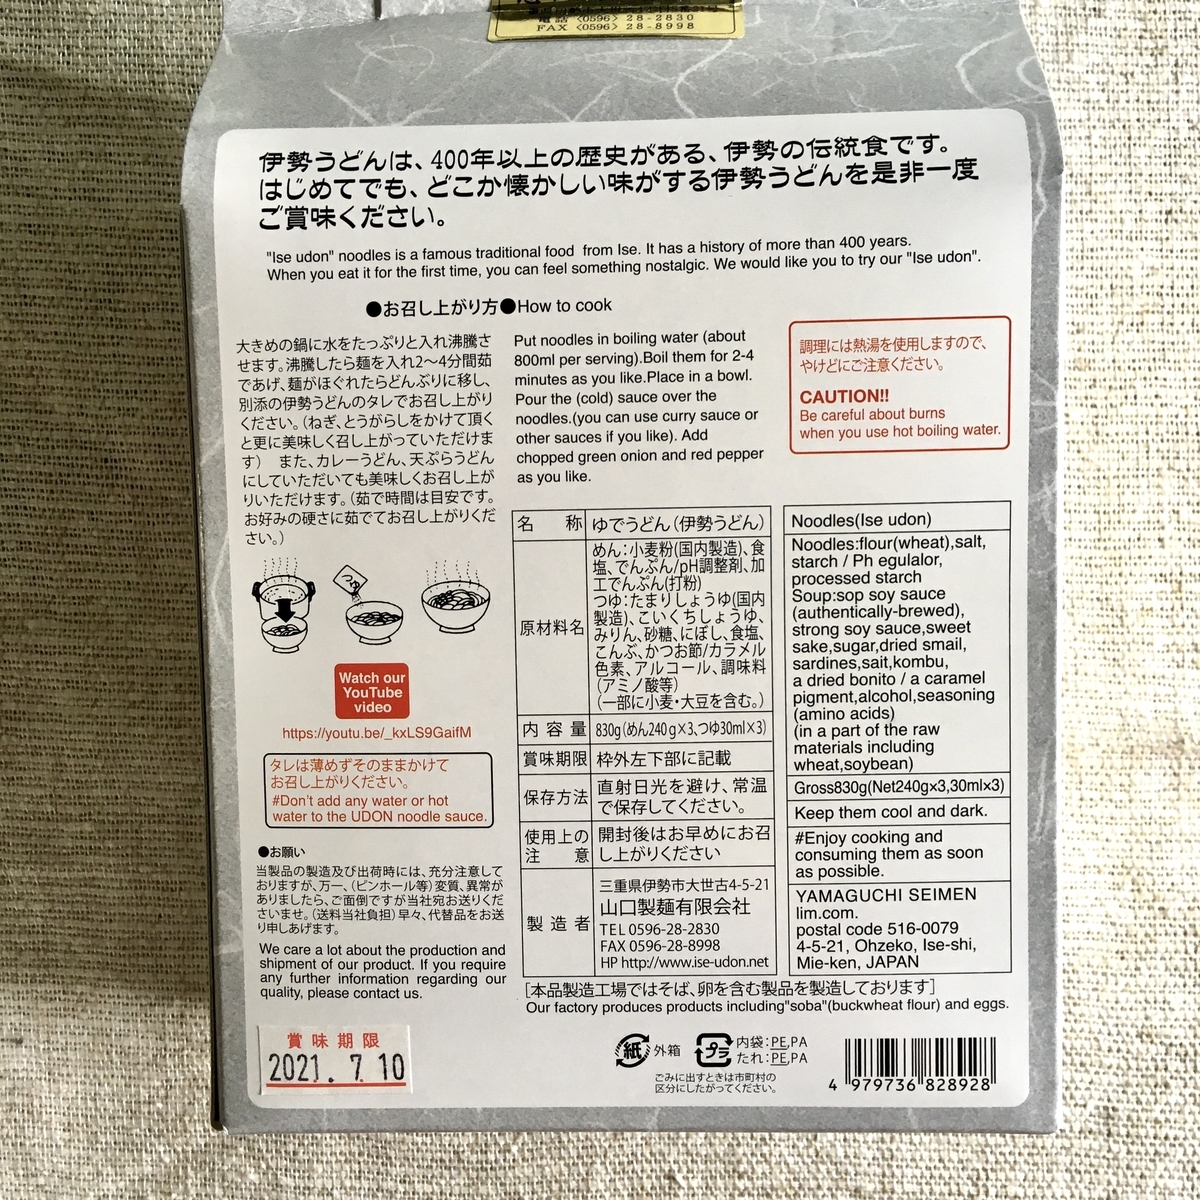 電話〈0596〉28-2830
FAX〈0596〉28-8998
伊勢うどんは、400年以上の歴史がある、伊勢の伝統食です。
はじめてでも、どこか懐かしい味がする伊勢うどんを是非一度
ご賞味ください。
"Ise udon" noodles is a famous traditional food from Ise. It has a history of more than 400 years.
When you eat it for the first time, you can feel something nostalgic. We would like you to try our "Ise udon".
●お召し上がり方●How to cook
大きめの鍋に水をたっぷりと入れ沸騰さ
せます。沸騰したら麺を入れ2〜4分間茹
であげ、麺がほぐれたらどんぶりに移し、
別添の伊勢うどんのタレでお召し上がり
ください。(ねぎ、とうがらしをかけて頂く
と更に美味しく召し上がっていただけま
す) また、カレーうどん、天ぷらうどん
にしていただいても美味しくお召し上が
りいただけます。(茹で時間は目安です。
お好みの硬さに茹でてお召し上がりくだ
さい。)
Put noodles in boiling water (about
800ml per serving).Boil them for 2-4
minutes as you like.Place in a bowl.
Pour the (cold) sauce over the
noodles.(you can use curry sauce or
other sauces if you like). Add
chopped green onion and red pepper
as you like.
調理には熱湯を使用しますので、
やけどにご注意ください。
CAUTION!!
Be careful about burns
when you use hot boiling water.
つゆ
Watch our
YouTube
video
https://youtu.be/_kxLS9GaifM
タレは薄めずそのままかけて
お召し上がりください。
#Don't add any water or hot
water to the UDON noodle sauce.
●お願い
当製品の製造及び出荷時には、充分注意して
おりますが、万一、(ピンホール等)変質、異常が
ありましたら、ご面倒ですが当社宛お送りくだ
さいませ。(送料当社負担)早々、代替品をお送
り申しあげます。
We care a lot about the production and
shipment of our product. If you require
any further information regarding our
quality, please contact us.
名称 ゆでうどん(伊勢うどん)
原材料名
めん:小麦粉(国内製造)、食
塩、でんぷん/pH調整剤、加
工でんぷん(打粉)
つゆ:たまりしょうゆ(国内
製造)、こいくちしょうゆ、
みりん、砂糖、にぼし、食塩、
こんぶ、かつお節/カラメル
色素、アルコール、調味料
(アミノ酸等)
(一部に小麦・大豆を含む。)
内容量 830g(めん240g×3、つゆ30ml×3)
賞味期限 枠外左下部に記載
保存方法
直射日光を避け、常温
で保存してください。
使用上の
注意
開封後はお早めにお召
し上がりください
製造者
三重県伊勢市大世古4-5-21
山口製麺有限会社
TEL 0596-28-2830
FAX 0596-28-8998
HP http://www.ise-udon.net
Noodles(Ise udon)
Noodles:flour(wheat),salt,
starch / Ph egulalor,
processed starch
Soup:sop soy sauce
(authentically-brewed),
strong soy sauce,sweet
sake,sugar,dried smail,
sardines,sait,kombu,
a dried bonito / a caramel
pigment,alcohol,seasoning
(amino acids)
(in a part of the raw
materials including
wheat,soybean)
Gross830g(Net240g×3,30ml×3)
Keep them cool and dark.
#Enjoy cooking and
consuming them as soon
as possible.
YAMAGUCHI SEIMEN
lim.com.
postal code 516-0079
4-5-21, Ohzeko, Ise-shi,
Mie-ken, JAPAN
[本品製造工場ではそば、卵を含む製品を製造しております]
Our factory produces products including"soba"(buckwheat flour) and eggs.
賞味期限
2021. 7. 10
紙 外箱
プラ 内袋:PE,PA
たれ:PE,PA
ごみに出すときは市町村の
区分にしたがってください。
4 979736 828928